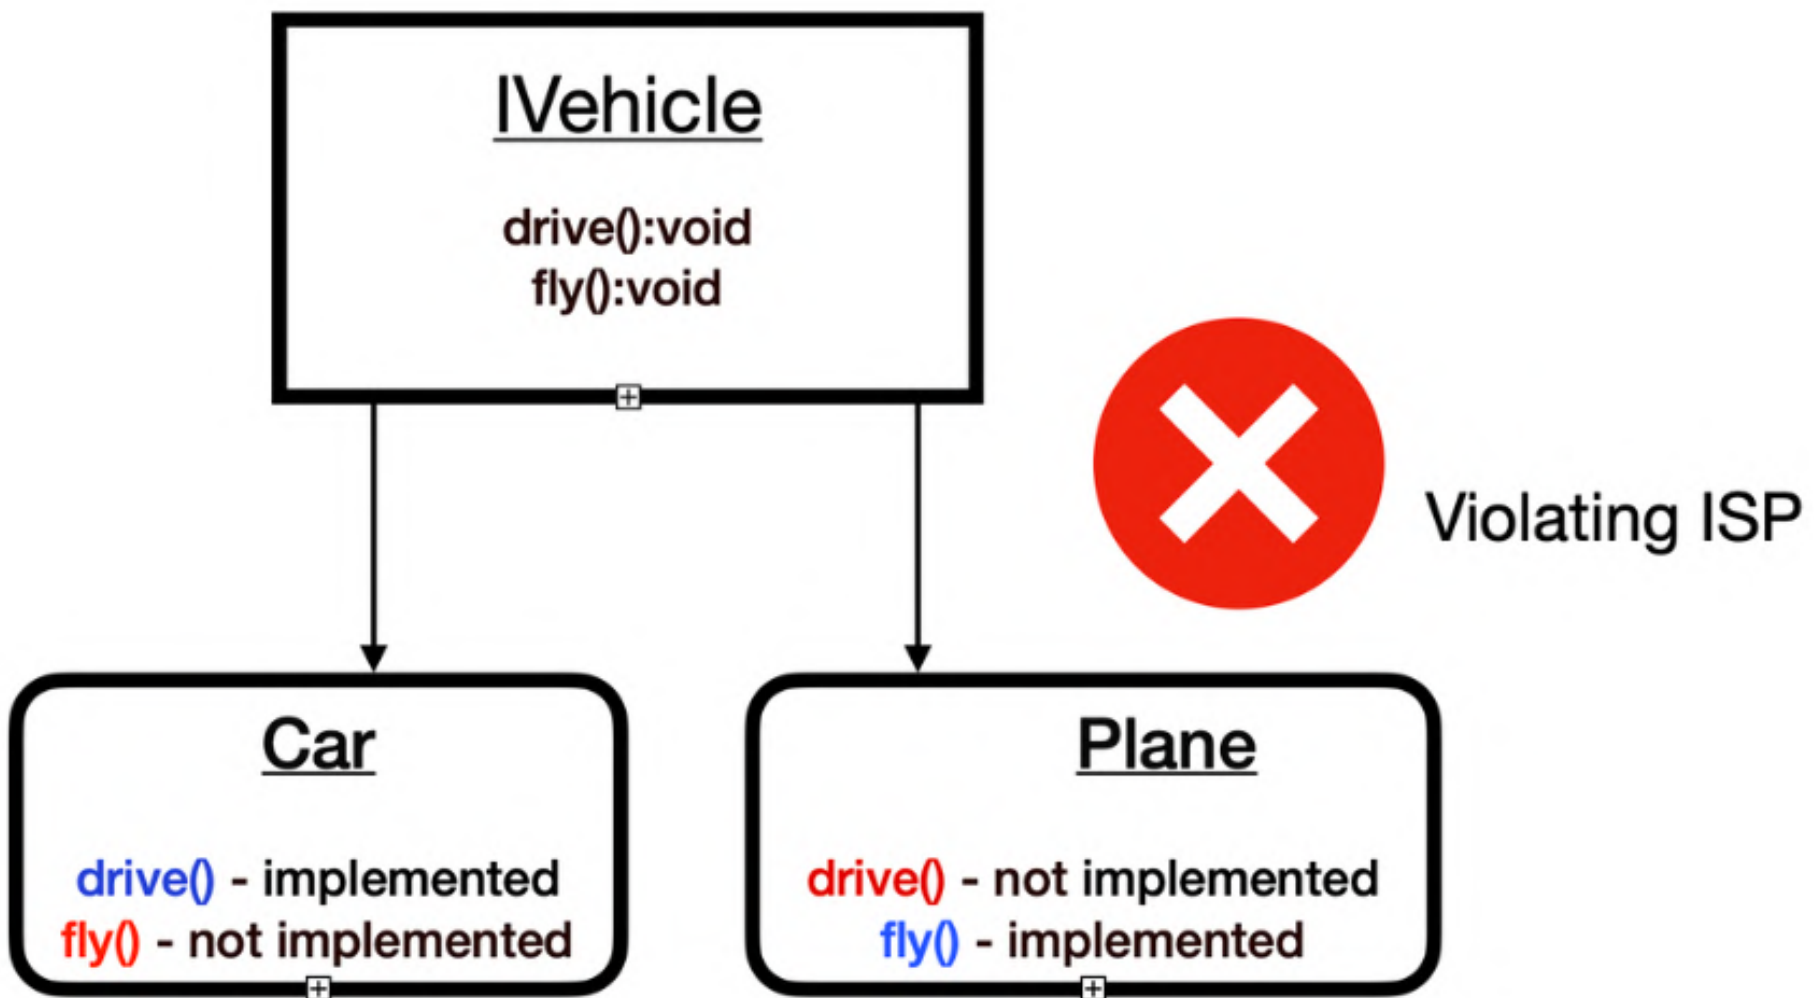 IVehicle
drive():void
fly():void
Violating ISP
Car
drive() - implemented
fly() - not implemented
Plane
drive() - not implemented
fly() - implemented